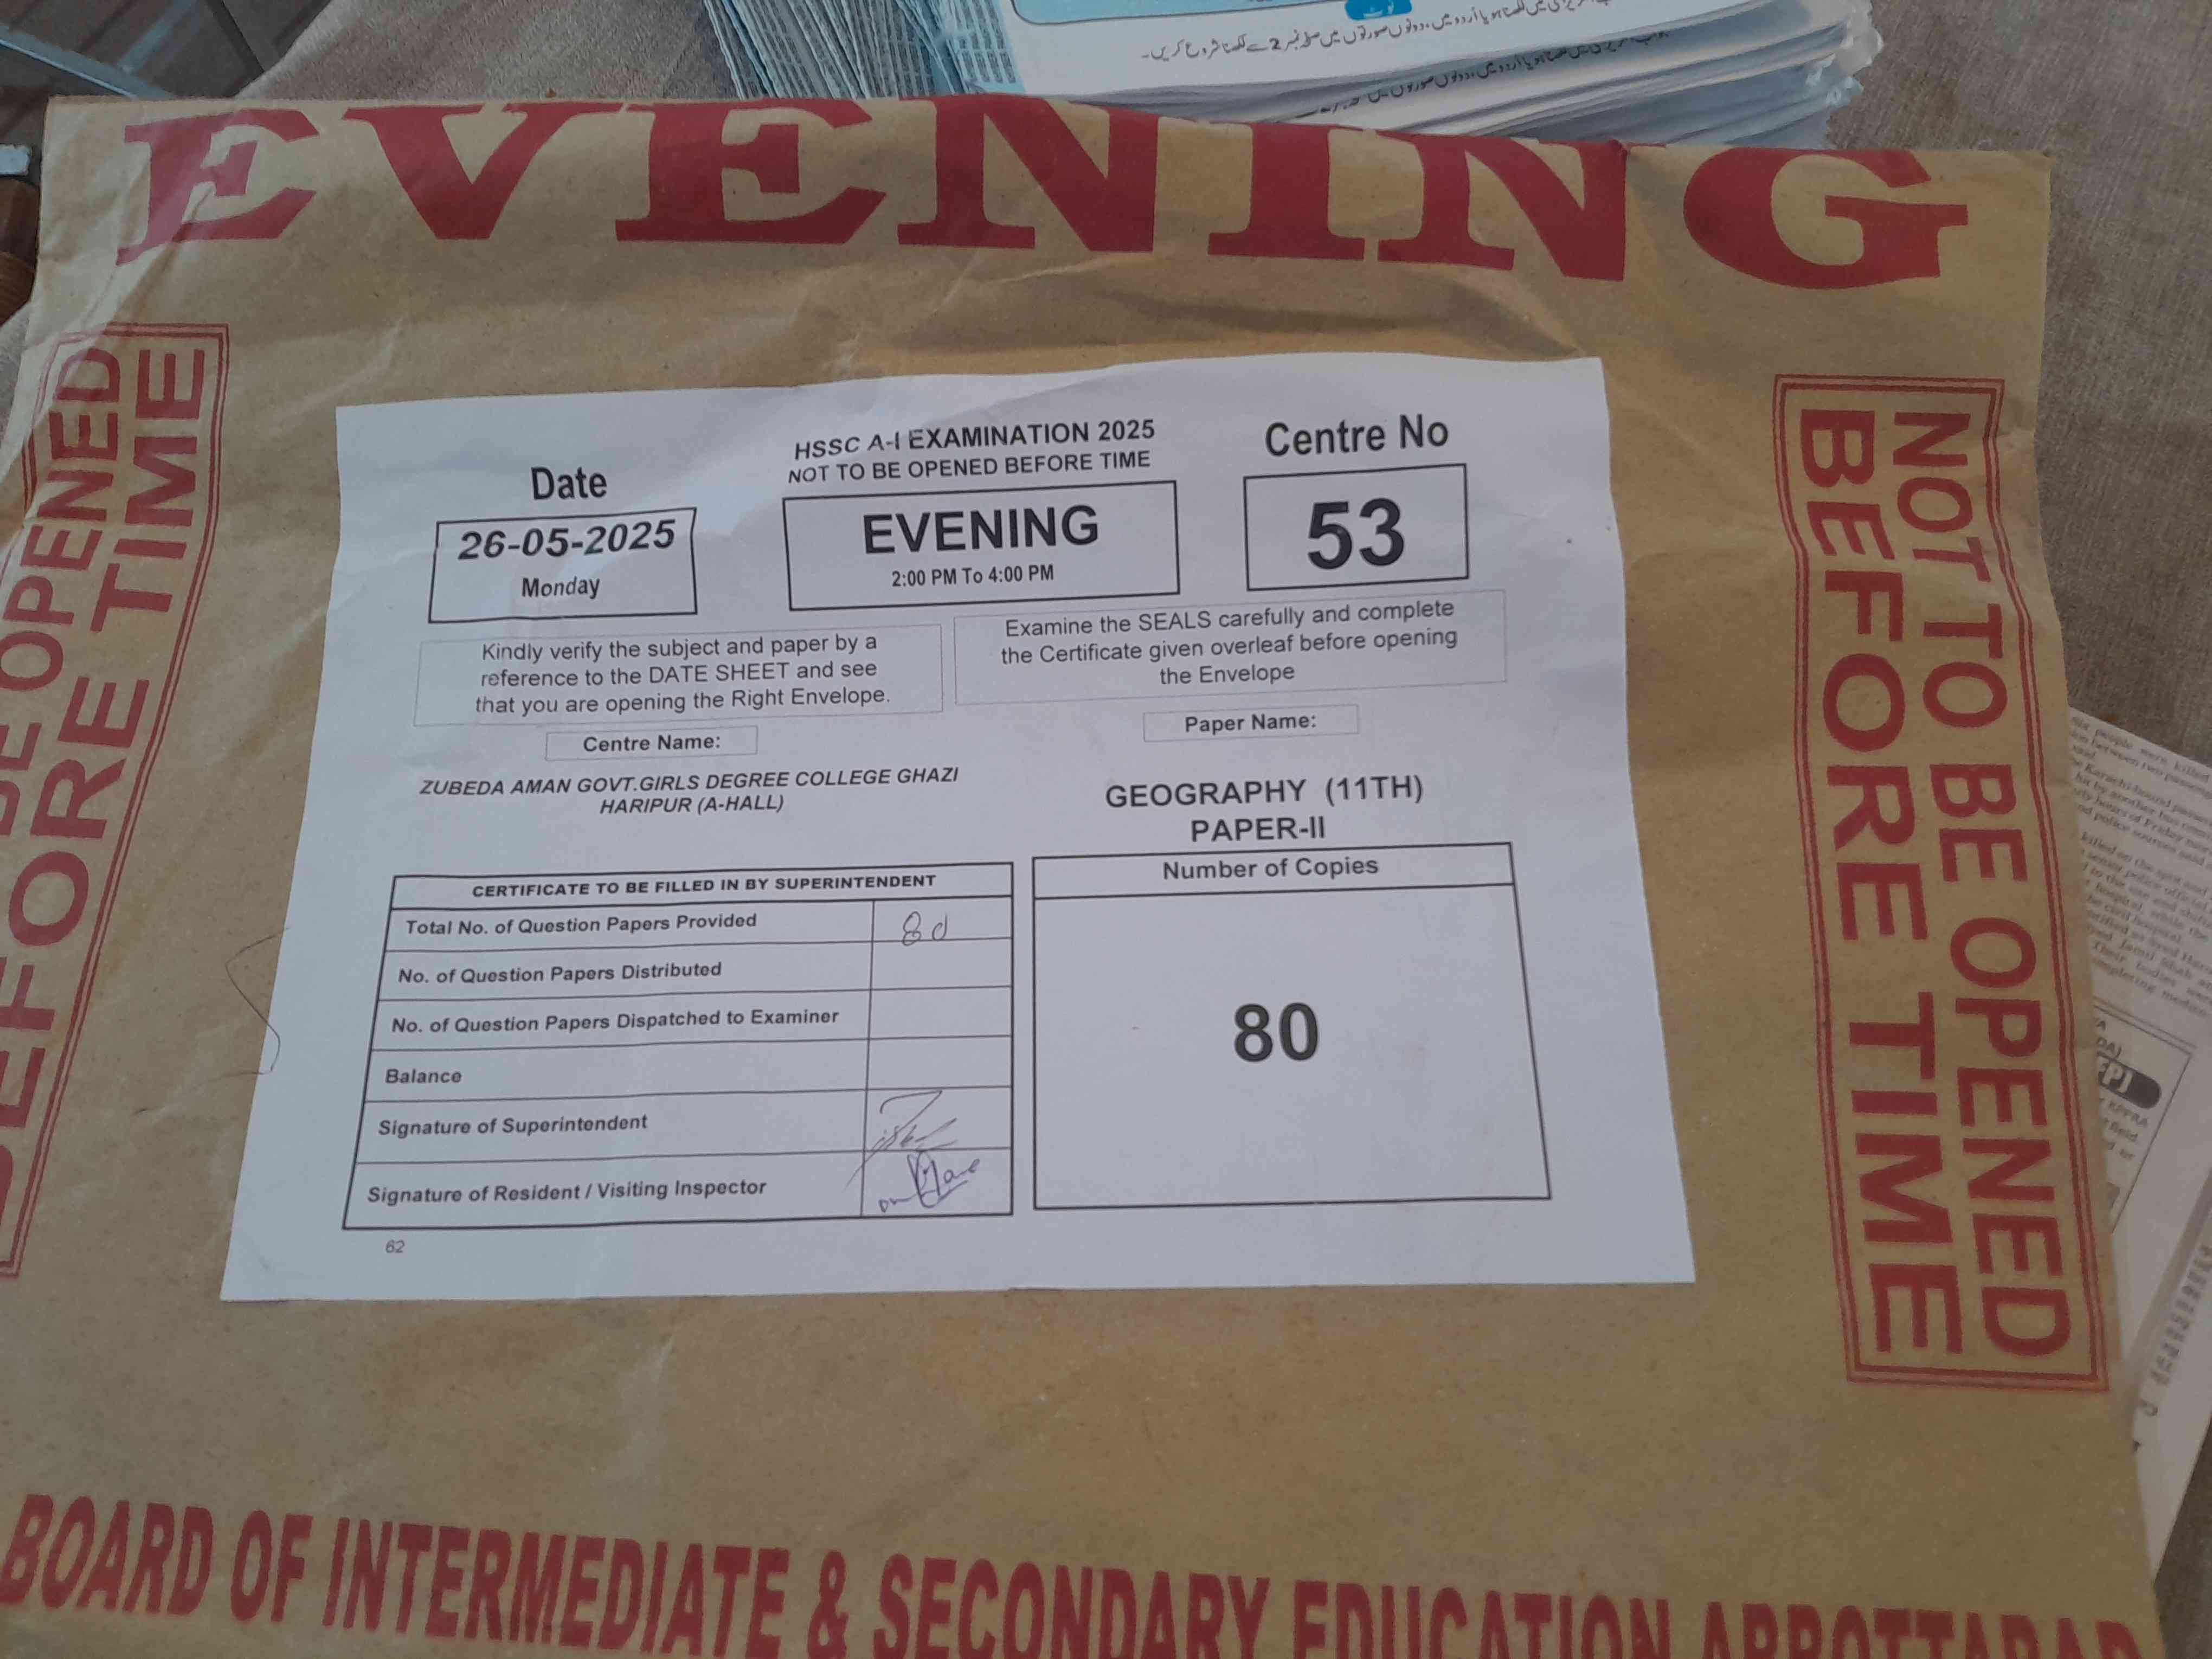 سے لکھنا شروع کریں۔
EVENING
NOT TO BE OPENED
BEFORE TIME
BE OPENED
BEFORE TIME
HSSC A-I EXAMINATION 2025
NOT TO BE OPENED BEFORE TIME
Date
26-05-2025
Monday
EVENING
2:00 PM To 4:00 PM
Centre No
53
Kindly verify the subject and paper by a
reference to the DATE SHEET and see
that you are opening the Right Envelope.
Examine the SEALS carefully and complete
the Certificate given overleaf before opening
the Envelope
Centre Name:
ZUBEDA AMAN GOVT.GIRLS DEGREE COLLEGE GHAZI
HARIPUR (A-HALL)
Paper Name:
GEOGRAPHY (11TH)
PAPER-II
CERTIFICATE TO BE FILLED IN BY SUPERINTENDENT
Total No. of Question Papers Provided 80
No. of Question Papers Distributed
No. of Question Papers Dispatched to Examiner
Balance
Signature of Superintendent
Signature of Resident / Visiting Inspector
62
Number of Copies
80
BOARD OF INTERMEDIATE & SECONDARY EDUCATION ABBOTTABAD